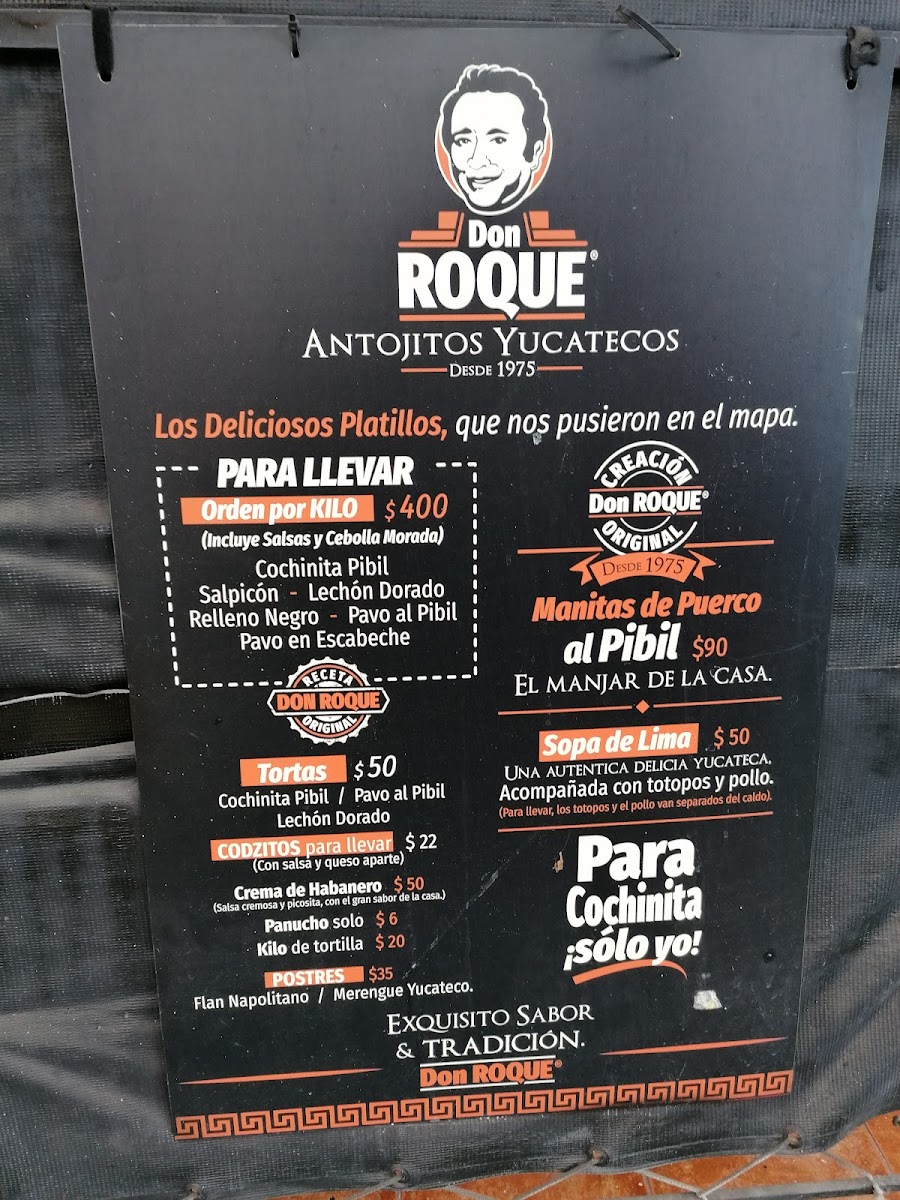 Don
ROQUE®
ANTOJITOS YUCATECOS
DESDE 1975
Los Deliciosos Platillos, que nos pusieron en el mapa.
PARA LLEVAR
Orden por KILO $400
(Incluye Salsas y Cebolla Morada)
Cochinita Pibil
Salpicón - Lechón Dorado
Relleno Negro - Pavo al Pibil
Pavo en Escabeche
RECETA
DON ROQUE
ORIGINAL
Tortas $50
Cochinita Pibil / Pavo al Pibil
Lechón Dorado
CODZITOS para llevar $22
(Con salsa y queso aparte)
Crema de Habanero $50
(Salsa cremosa y picosita, con el gran sabor de la casa.)
Panucho solo $6
Kilo de tortilla $20
POSTRES $35
Flan Napolitano / Merengue Yucateco.
CREACIÓN
Don ROQUE®
ORIGINAL
DESDE 1975
Manitas de Puerco
al Pibil $90
EL MANJAR DE LA CASA.
Sopa de Lima $50
UNA AUTENTICA DELICIA YUCATECA,
Acompañada con totopos y pollo.
(Para llevar, los totopos y el pollo van separados del caldo).
Para
Cochinita
¡sólo yo!
EXQUISITO SABOR
& TRADICIÓN.
Don ROQUE®